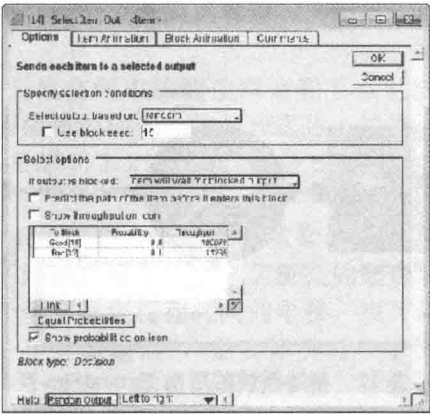 [14] Select Item Out <Item>
Options Item Animation Block Animation Comments
OK
Sends each item to a selected output
Cancel
Specify selection conditions
Select output based on: random
Use block seed: 15
Select options
If output is blocked: item will wait for blocked output
Predict the path of the item before it enters this block
Show throughput on icon
To Block Probability Throughput
Good[16] 0.9
0.1
Link
Equal Probabilities
Show probabilities on icon
Block type: Decision
Help Random Output Left to right